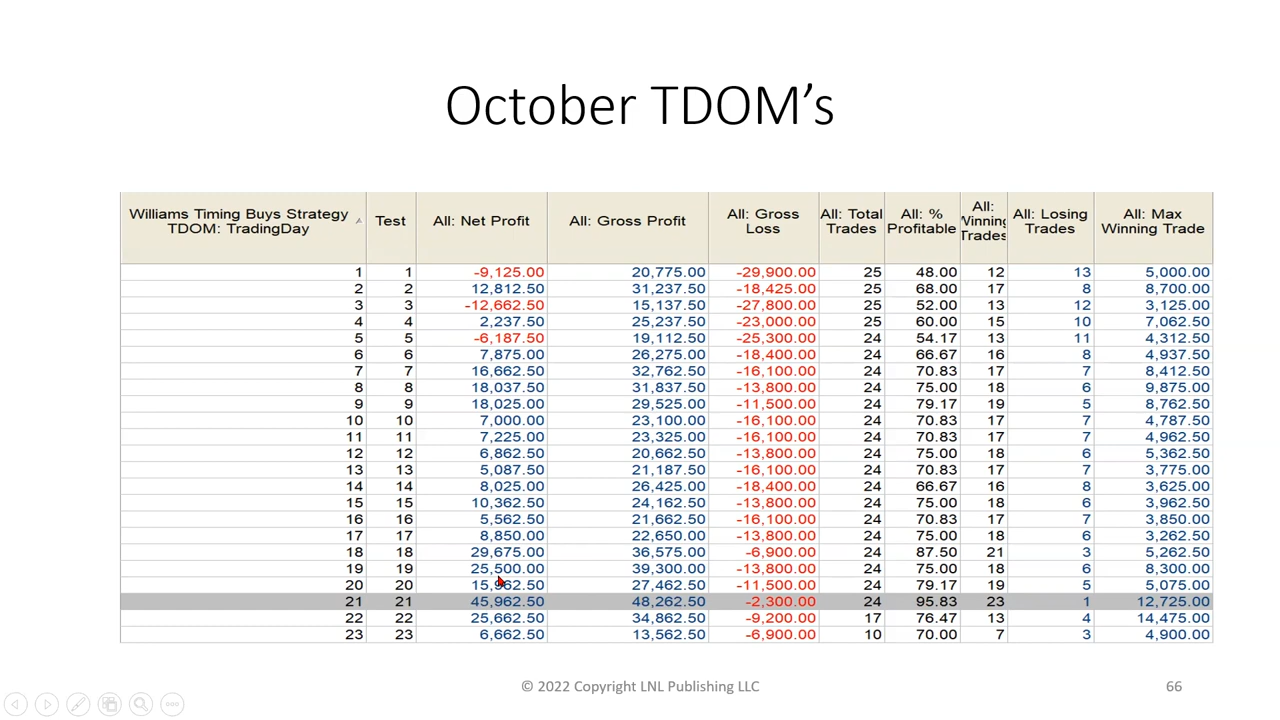 October TDOM's
Williams Timing Buys Strategy TDOM: TradingDay Test All: Net Profit All: Gross Profit All: Gross Loss All: Total Trades All: % Profitable All: Winning Trades All: Losing Trades All: Max Winning Trade
1 1 -9,125.00 20,775.00 -29,900.00 25 48.00 12 13 5,000.00
2 2 12,812.50 31,237.50 -18,425.00 25 68.00 17 8 8,700.00
3 3 -12,662.50 15,137.50 -27,800.00 25 52.00 13 12 3,125.00
4 4 2,237.50 25,237.50 -23,000.00 25 60.00 15 10 7,062.50
5 5 -6,187.50 19,112.50 -25,300.00 24 54.17 13 11 4,312.50
6 6 7,875.00 26,275.00 -18,400.00 24 66.67 16 8 4,937.50
7 7 16,662.50 32,762.50 -16,100.00 24 70.83 17 7 8,412.50
8 8 18,037.50 31,837.50 -13,800.00 24 75.00 18 6 9,875.00
9 9 18,025.00 29,525.00 -11,500.00 24 79.17 19 5 8,762.50
10 10 7,000.00 23,100.00 -16,100.00 24 70.83 17 7 4,787.50
11 11 7,225.00 23,325.00 -16,100.00 24 70.83 17 7 4,962.50
12 12 6,862.50 20,662.50 -13,800.00 24 75.00 18 6 5,362.50
13 13 5,087.50 21,187.50 -16,100.00 24 70.83 17 7 3,775.00
14 14 8,025.00 26,425.00 -18,400.00 24 66.67 16 8 3,625.00
15 15 10,362.50 24,162.50 -13,800.00 24 75.00 18 6 3,962.50
16 16 5,562.50 21,662.50 -16,100.00 24 70.83 17 7 3,850.00
17 17 8,850.00 22,650.00 -13,800.00 24 75.00 18 6 3,262.50
18 18 29,675.00 36,575.00 -6,900.00 24 87.50 21 3 5,262.50
19 19 25,500.00 39,300.00 -13,800.00 24 75.00 18 6 8,300.00
20 20 15,962.50 27,462.50 -11,500.00 24 79.17 19 5 5,075.00
21 21 45,962.50 48,262.50 -2,300.00 24 95.83 23 1 12,725.00
22 22 25,662.50 34,862.50 -9,200.00 17 76.47 13 4 14,475.00
23 23 6,662.50 13,562.50 -6,900.00 10 70.00 7 3 4,900.00
© 2022 Copyright LNL Publishing LLC
66